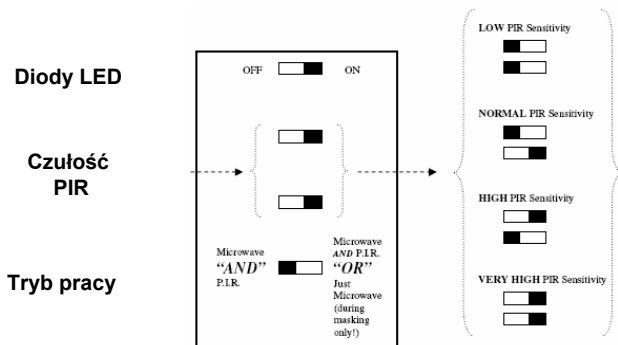 Diody LED
OFF
ON
Czułość
PIR
Tryb pracy
Microwave
“AND”
P.I.R.
Microwave
AND P.I.R.
“OR”
Just
Microwave
(during
masking
only!)
LOW PIR Sensitivity
NORMAL PIR Sensitivity
HIGH PIR Sensitivity
VERY HIGH PIR Sensitivity